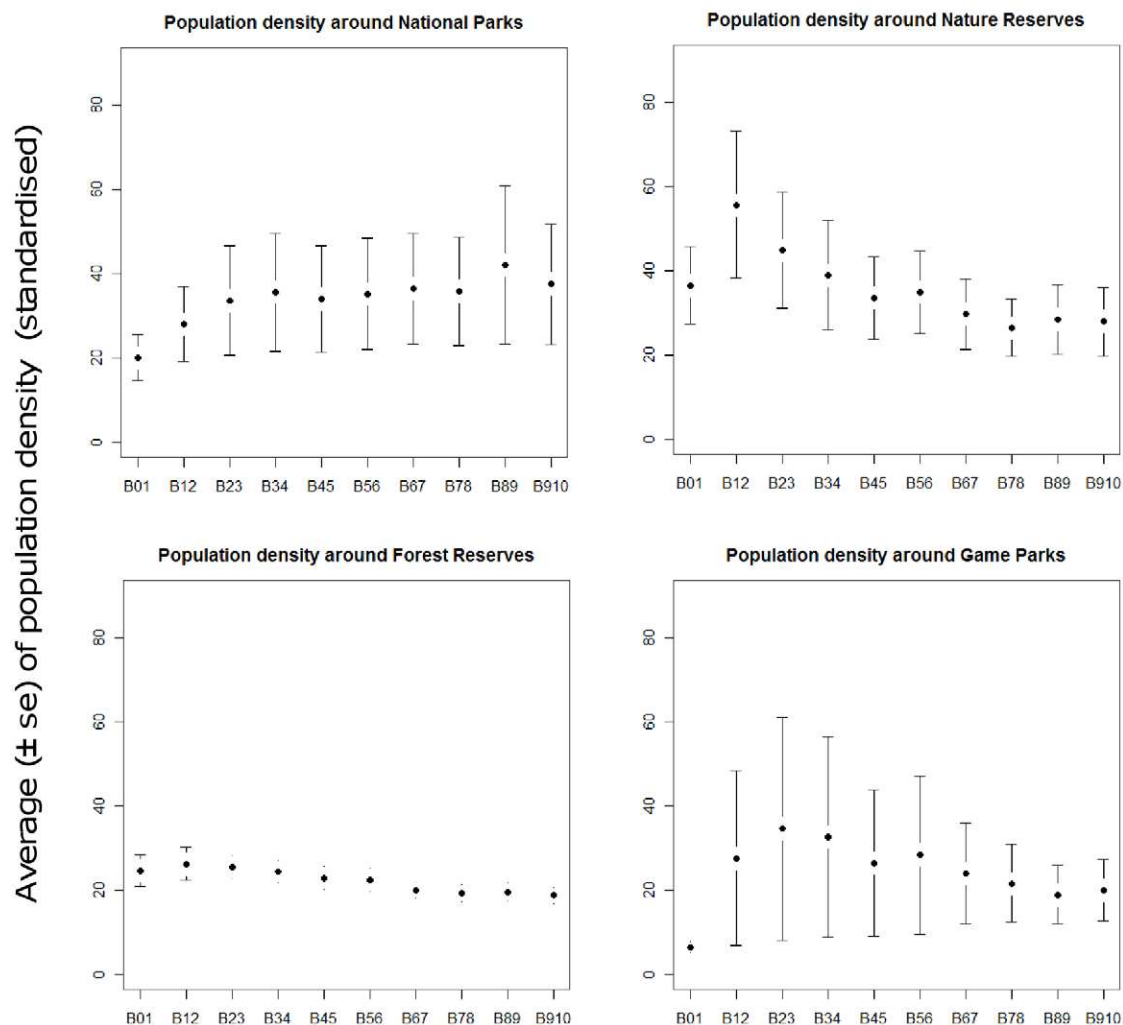 Average (± se) of population density (standardised)
Population density around National Parks
80
60
40
20
0
B01 B12 B23 B34 B45 B56 B67 B78 B89 B910
Population density around Nature Reserves
80
60
40
20
0
B01 B12 B23 B34 B45 B56 B67 B78 B89 B910
Population density around Forest Reserves
80
60
40
20
0
B01 B12 B23 B34 B45 B56 B67 B78 B89 B910
Population density around Game Parks
80
60
40
20
0
B01 B12 B23 B34 B45 B56 B67 B78 B89 B910